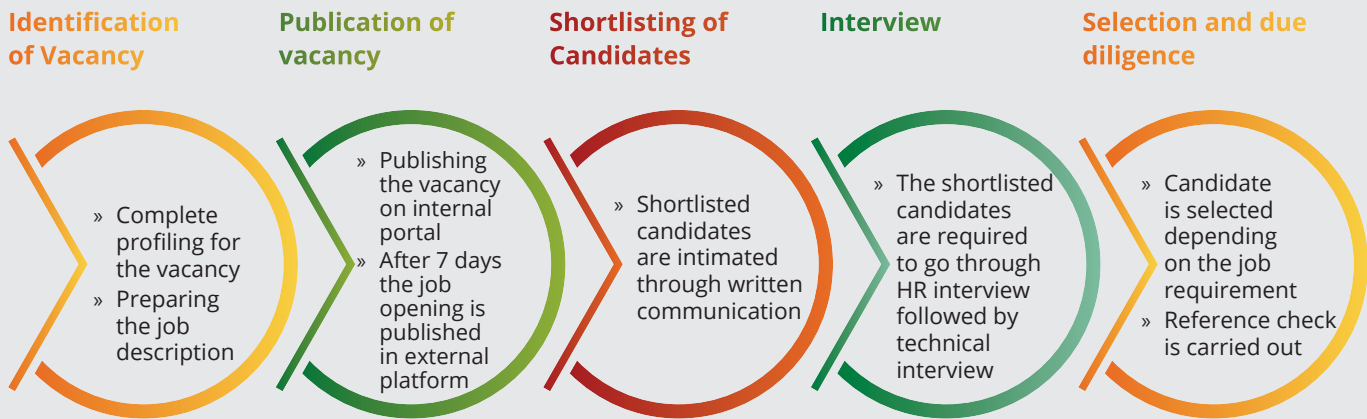 Identification
of Vacancy
» Complete
profiling for
the vacancy
» Preparing
the job
description
Publication of
vacancy
» Publishing
the vacancy
on internal
portal
» After 7 days
the job
opening is
published
in external
platform
Shortlisting of
Candidates
» Shortlisted
candidates
are intimated
through written
communication
Interview
» The shortlisted
candidates
are required
to go through
HR interview
followed by
technical
interview
Selection and due
diligence
» Candidate
is selected
depending
on the job
requirement
» Reference check
is carried out